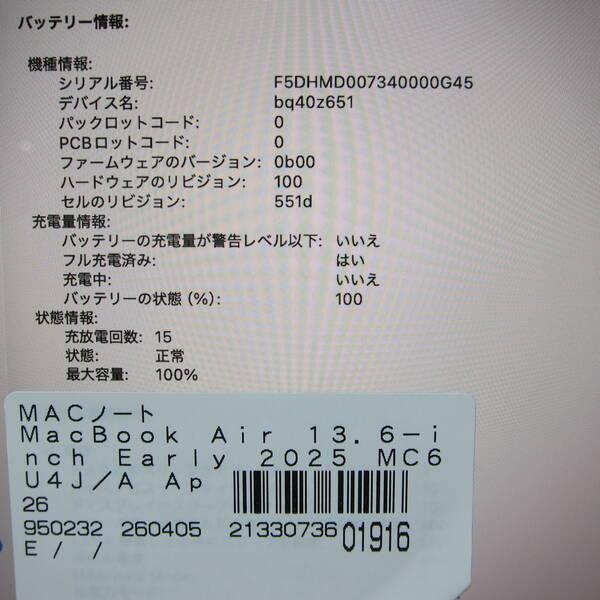 バッテリー情報:
機種情報:
シリアル番号: F5DHMD007340000G45
デバイス名: bq40z651
パックロットコード: 0
PCBロットコード: 0
ファームウェアのバージョン: 0b00
ハードウェアのリビジョン: 100
セルのリビジョン: 551d
充電量情報:
バッテリーの充電量が警告レベル以下: いいえ
フル充電済み: はい
充電中: いいえ
バッテリーの状態 (%): 100
状態情報:
充放電回数: 15
状態: 正常
最大容量: 100%
MACノート
MacBook Air 13.6-i
nch Early 2025 MC6
U4J/A Ap
26
950232 260405 21330736 01916
E / /